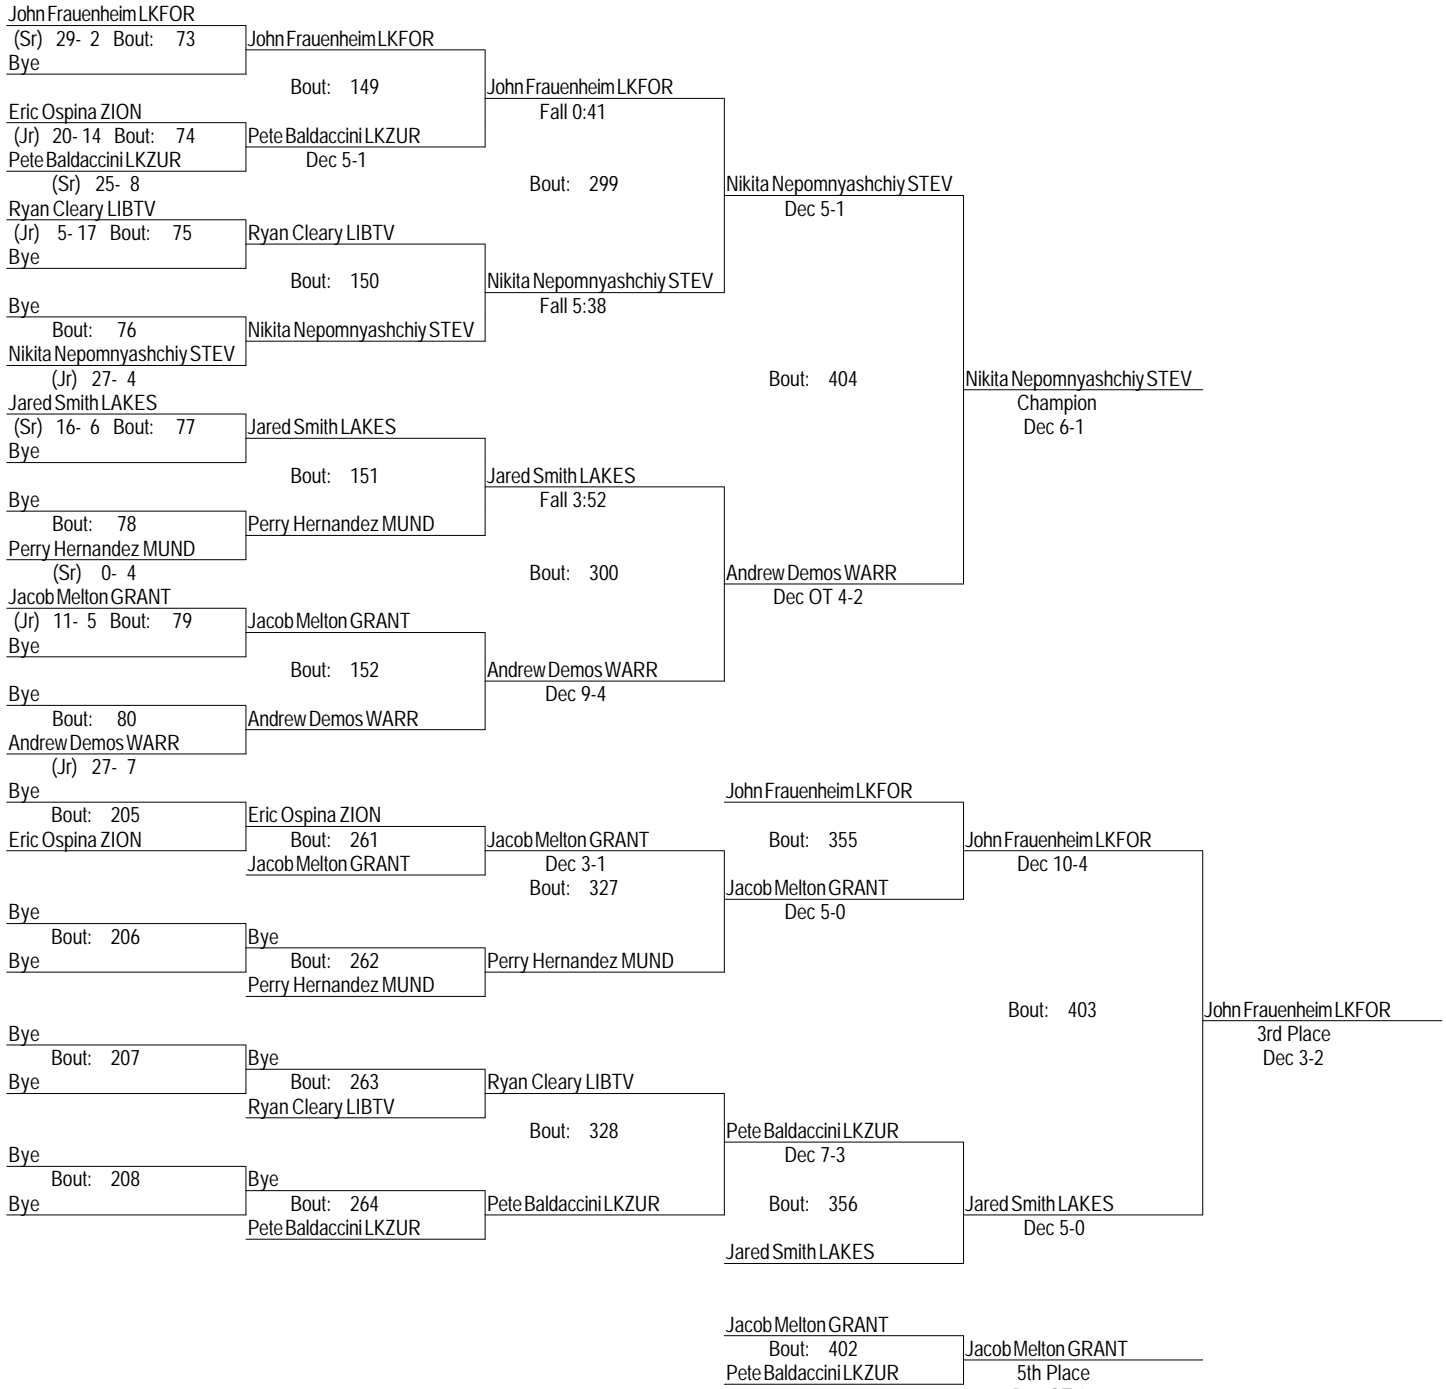 John Frauenheim LKFOR
(Sr) 29- 2 Bout: 73
John Frauenheim LKFOR
Bye
Bout: 149
John Frauenheim LKFOR
Eric Ospina ZION
Fall 0:41
(Jr) 20- 14 Bout: 74
Pete Baldaccini LKZUR
Pete Baldaccini LKZUR
Dec 5-1
(Sr) 25- 8
Bout: 299
Nikita Nepomnyashchiy STEV
Ryan Cleary LIBTV
Dec 5-1
(Jr) 5- 17 Bout: 75
Ryan Cleary LIBTV
Bye
Bout: 150
Nikita Nepomnyashchiy STEV
Bye
Fall 5:38
Bout: 76
Nikita Nepomnyashchiy STEV
Nikita Nepomnyashchiy STEV
(Jr) 27- 4
Bout: 404
Nikita Nepomnyashchiy STEV
Jared Smith LAKES
Champion
(Sr) 16- 6 Bout: 77
Jared Smith LAKES
Dec 6-1
Bye
Bout: 151
Jared Smith LAKES
Bye
Fall 3:52
Bout: 78
Perry Hernandez MUND
Perry Hernandez MUND
(Sr) 0- 4
Bout: 300
Andrew Demos WARR
Jacob Melton GRANT
Dec OT 4-2
(Jr) 11- 5 Bout: 79
Jacob Melton GRANT
Bye
Bout: 152
Andrew Demos WARR
Bye
Dec 9-4
Bout: 80
Andrew Demos WARR
Andrew Demos WARR
(Jr) 27- 7
Bye
John Frauenheim LKFOR
Bout: 205
Eric Ospina ZION
Eric Ospina ZION
Bout: 261
Jacob Melton GRANT
Bout: 355
John Frauenheim LKFOR
Jacob Melton GRANT
Dec 3-1
Dec 10-4
Bout: 327
Jacob Melton GRANT
Bye
Dec 5-0
Bout: 206
Bye
Bye
Bout: 262
Perry Hernandez MUND
Perry Hernandez MUND
Bout: 403
John Frauenheim LKFOR
Bye
3rd Place
Bout: 207
Bye
Dec 3-2
Bye
Bout: 263
Ryan Cleary LIBTV
Ryan Cleary LIBTV
Bout: 328
Pete Baldaccini LKZUR
Bye
Dec 7-3
Bout: 208
Bye
Bye
Bout: 264
Pete Baldaccini LKZUR
Bout: 356
Jared Smith LAKES
Pete Baldaccini LKZUR
Dec 5-0
Jared Smith LAKES
Jacob Melton GRANT
Bout: 402
Jacob Melton GRANT
Pete Baldaccini LKZUR
5th Place